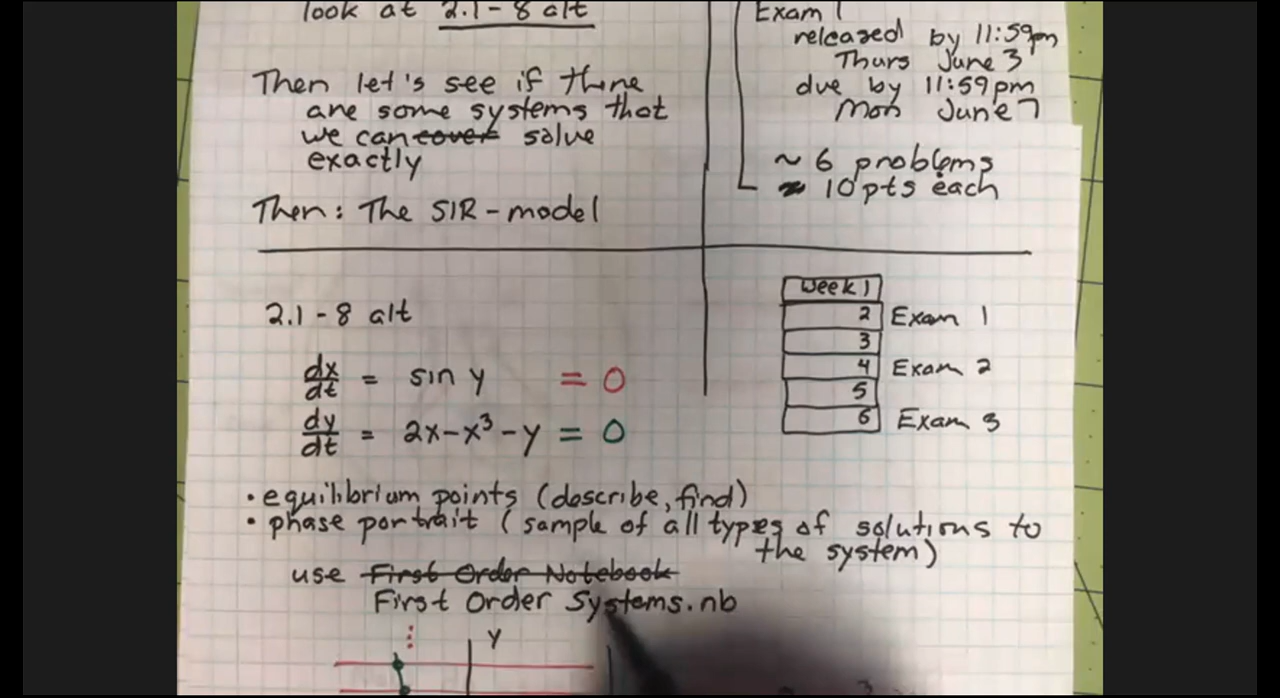 look at 2.1-8 alt
Then let's see if there
are some systems that
we can cover solve
exactly
Then: The SIR-model
Exam 1
released by 11:59pm
Thurs June 3
due by 11:59pm
Mon June 7
~ 6 problems
~ 10 pts each
2.1-8 alt
dx/dt = sin y = 0
dy/dt = 2x-x³-y = 0
• equilibrium points (describe, find)
• phase portrait (sample of all types of solutions to
the system)
use First Order Notebook
First Order Systems.nb
y
Week 1
2 Exam 1
3
4 Exam 2
5
6 Exam 3